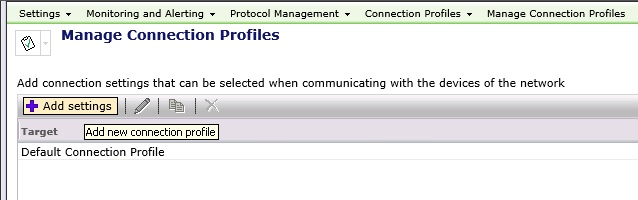 Settings Monitoring and Alerting Protocol Management Connection Profiles Manage Connection Profiles
Manage Connection Profiles
Add connection settings that can be selected when communicating with the devices of the network
Add settings
Target Add new connection profile
Default Connection Profile